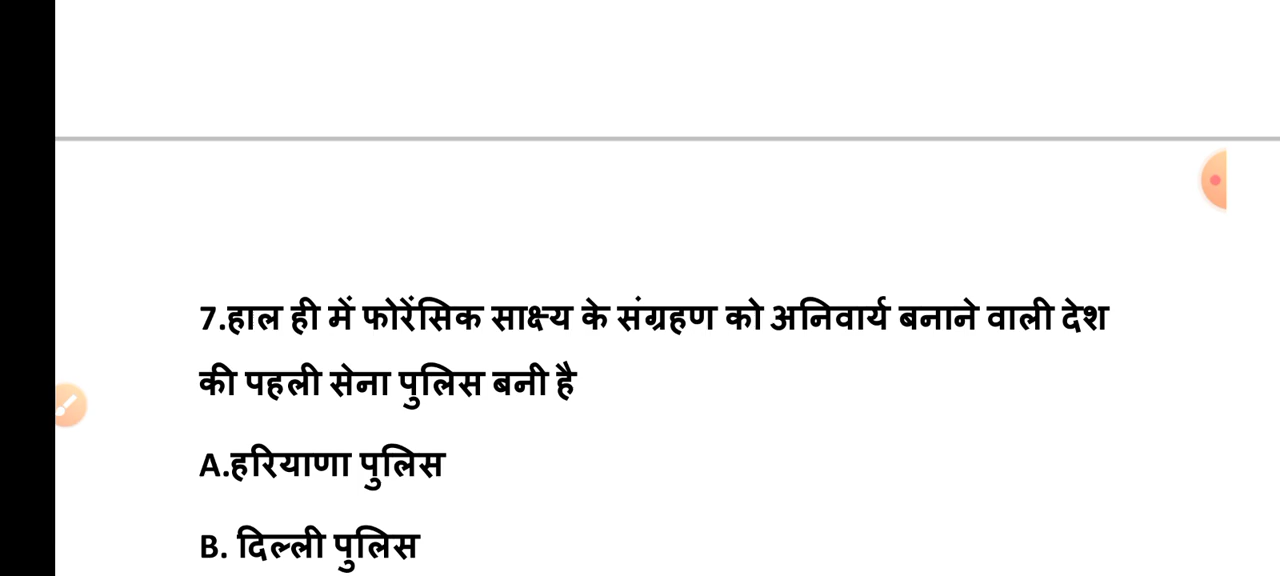 7.हाल ही में फोरेंसिक साक्ष्य के संग्रहण को अनिवार्य बनाने वाली देश
की पहली सेना पुलिस बनी है
A.हरियाणा पुलिस
B. दिल्ली पुलिस